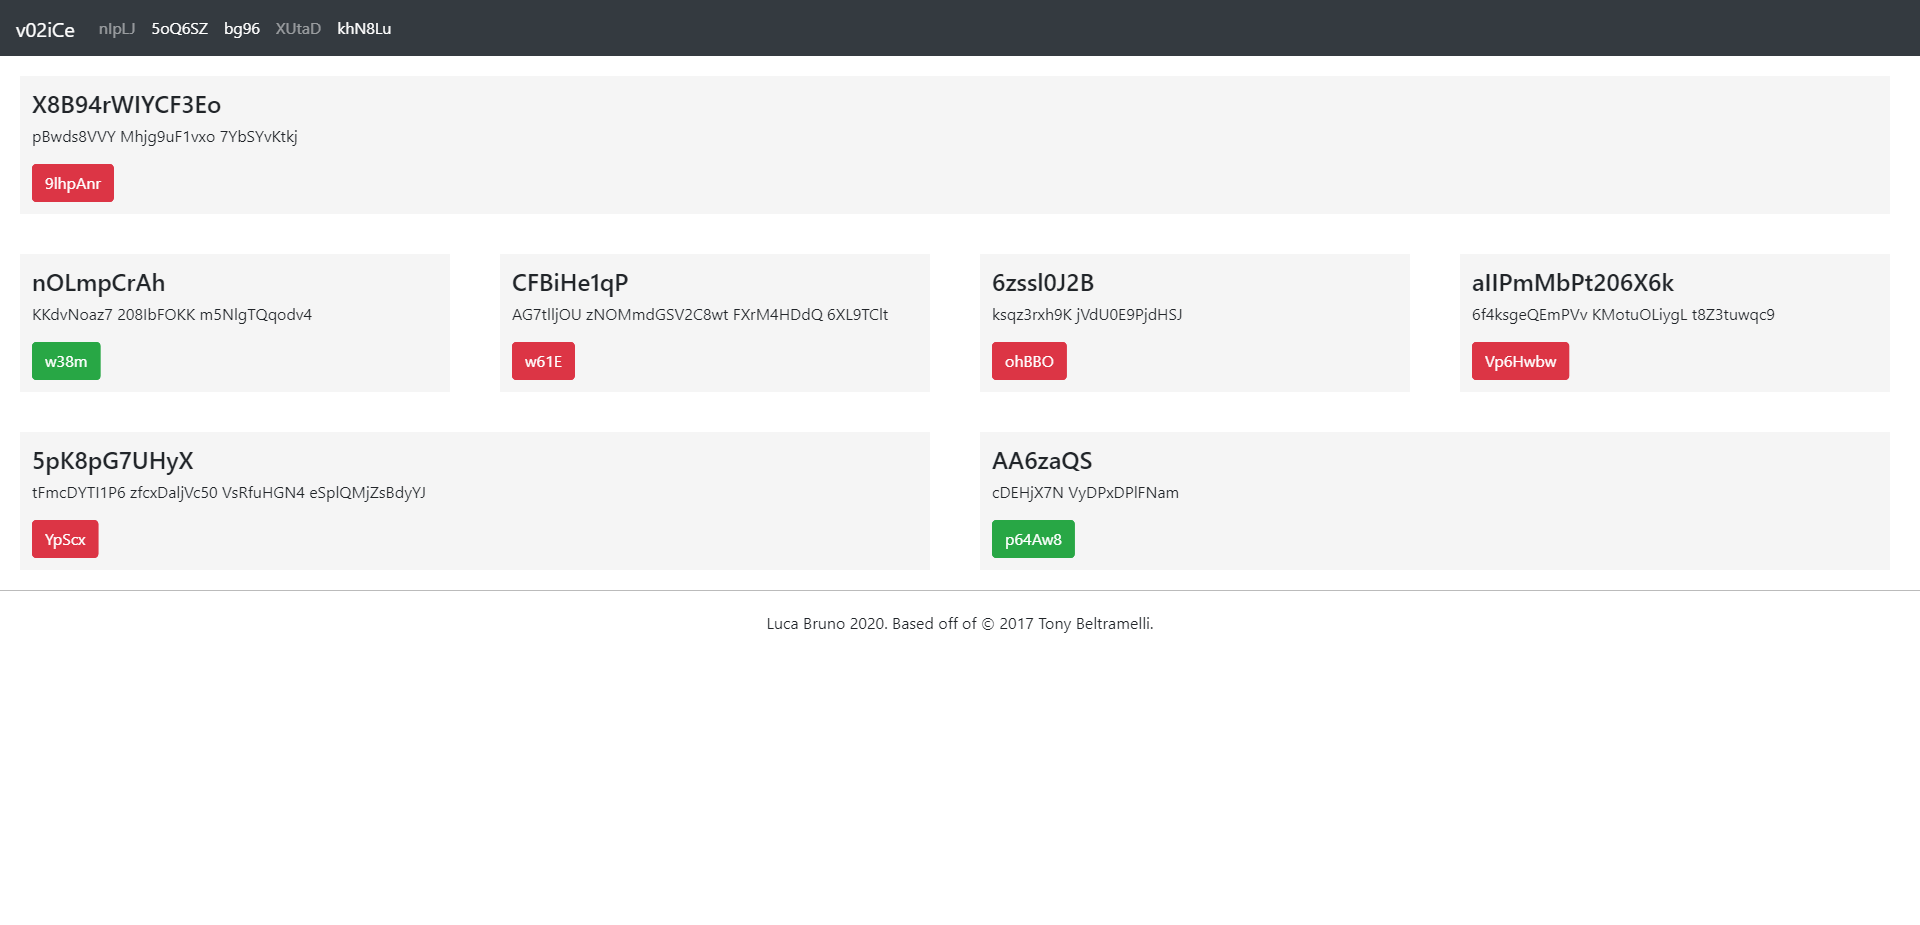 v02iCe nIpLJ 5oQ6SZ bg96 XUtaD khN8Lu
X8B94rWIYCF3Eo
pBwds8VVY Mhjg9uF1vxo 7YbSYvKtkj
9lhpAnr
nOLmpCrAh
KKdvNoaz7 208IbFOKK m5NlgTQqodv4
w38m
CFBiHe1qP
AG7tlljOU zNOMmdGSV2C8wt FXrM4HDdQ 6XL9TClt
w61E
6zssl0J2B
ksqz3rxh9K jVdU0E9PjdHSJ
ohBBO
aIIPmMbPt206X6k
6f4ksgeQEmPVv KMotuOLiygL t8Z3tuwqc9
Vp6Hwbw
5pK8pG7UHyX
tFmcDYTI1P6 zfcxDaljVc50 VsRfuHGN4 eSplQMjZsBdyYJ
YpScx
AA6zaQS
cDEHjX7N VyDPxDPlFNam
p64Aw8
Luca Bruno 2020. Based off of © 2017 Tony Beltramelli.